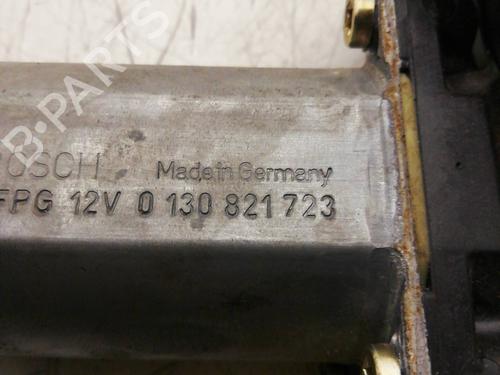 B-PARTS
BOSCH Made in Germany
FPG 12V 0 130 821 723